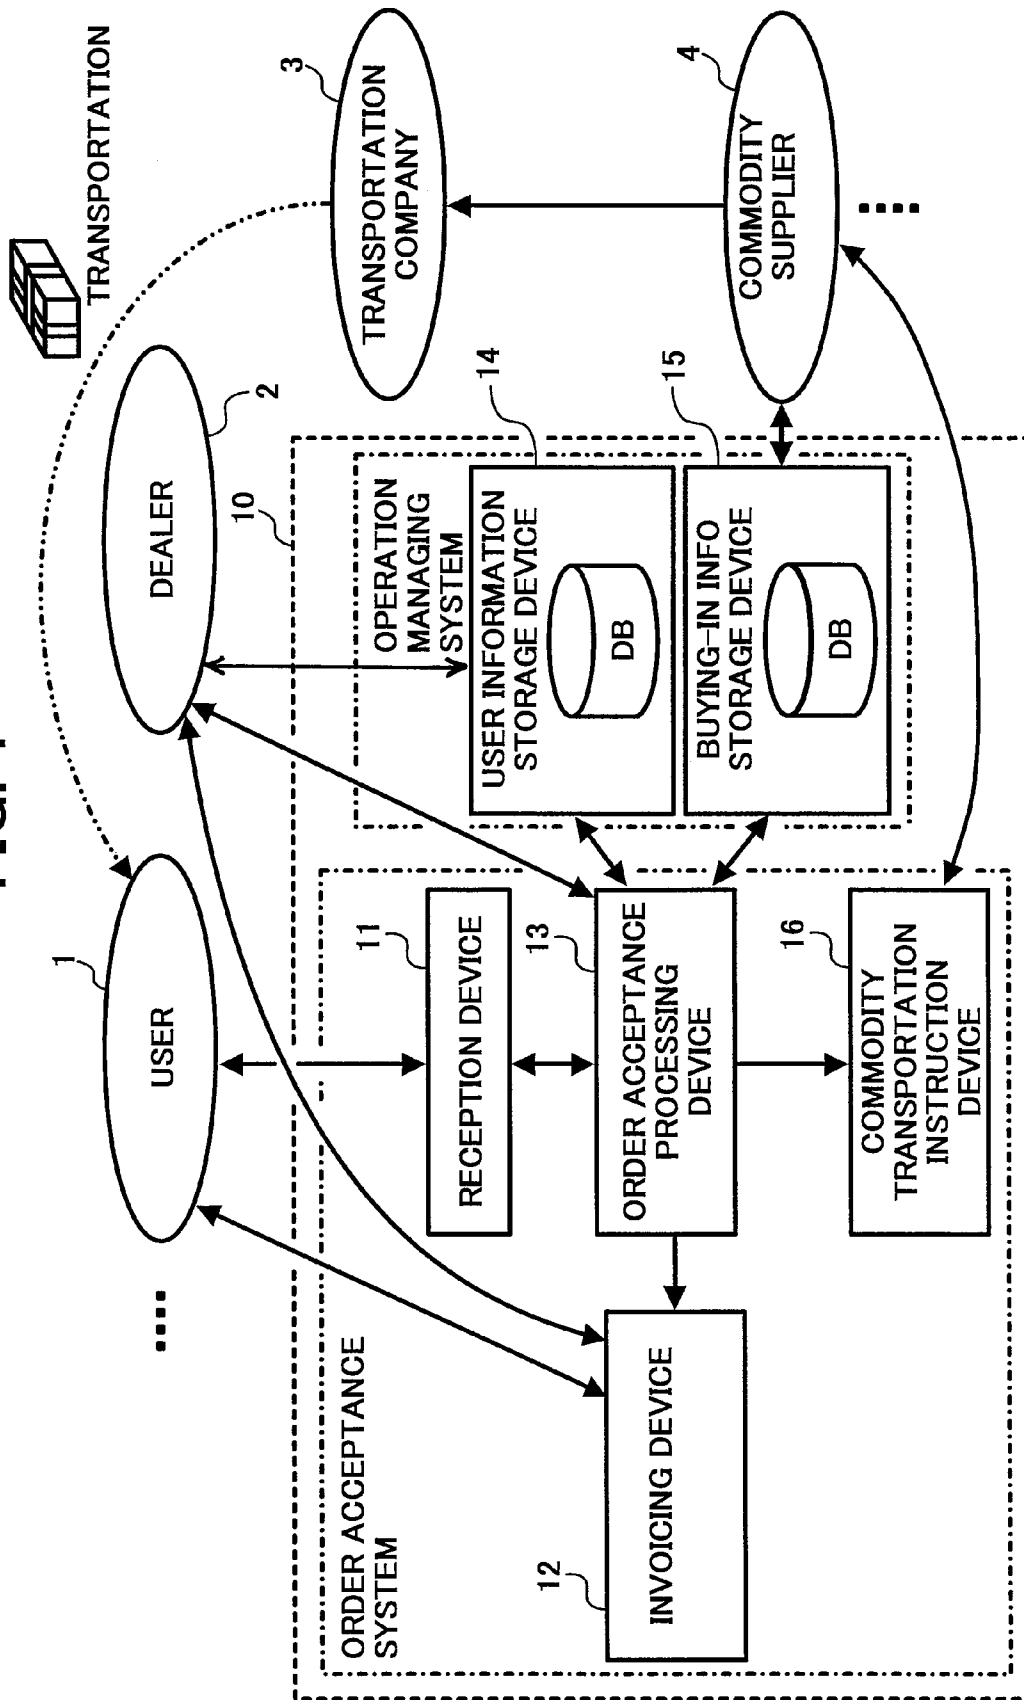 TRANSPORTATION
1
USER
2
DEALER
10
3
TRANSPORTATION
COMPANY
4
COMMODITY
SUPPLIER
ORDER ACCEPTANCE
SYSTEM
11
RECEPTION DEVICE
12
INVOICING DEVICE
13
ORDER ACCEPTANCE
PROCESSING
DEVICE
16
COMMODITY
TRANSPORTATION
INSTRUCTION
DEVICE
OPERATION
MANAGING
SYSTEM
14
USER INFORMATION
STORAGE DEVICE
DB
15
BUYING-IN INFO
STORAGE DEVICE
DB